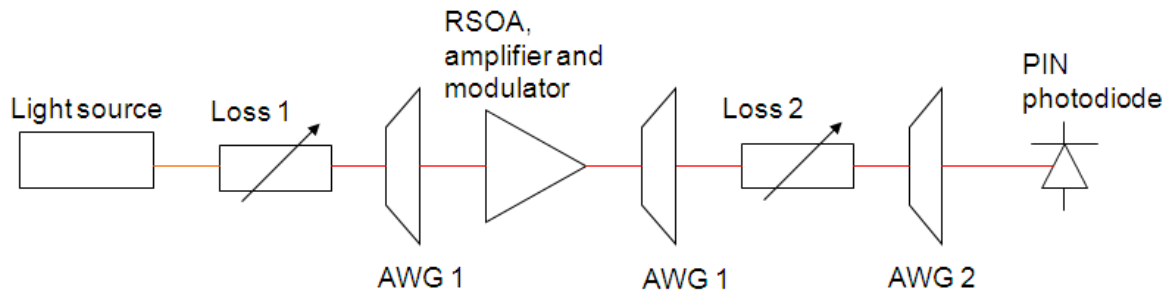 Light source
Loss 1
AWG 1
RSOA,
amplifier and
modulator
AWG 1
Loss 2
AWG 2
PIN
photodiode